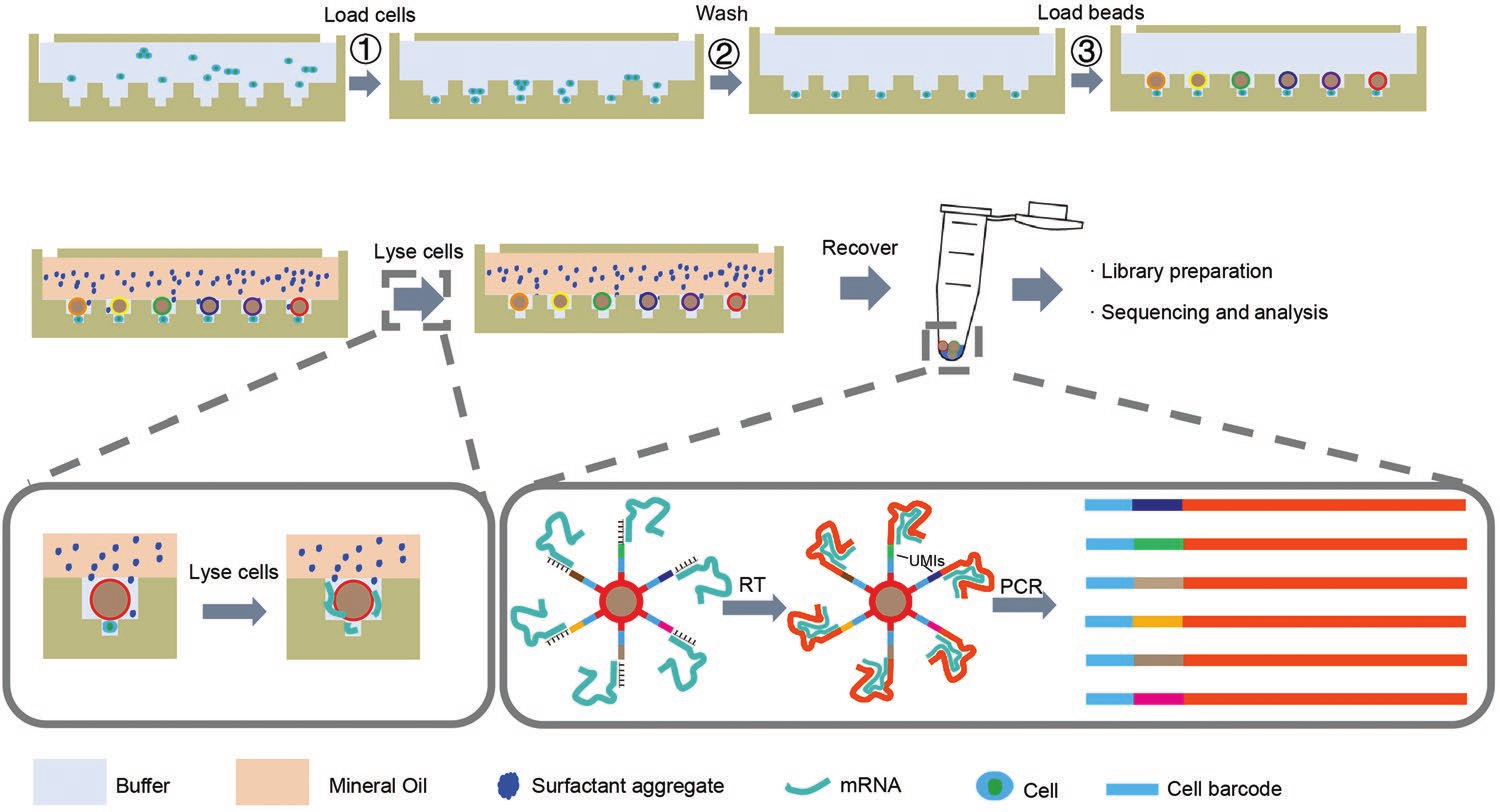 Load cells
①
Wash
②
Load beads
③
Lyse cells
Recover
· Library preparation
· Sequencing and analysis
Lyse cells
RT
UMIs
PCR
Buffer
Mineral Oil
Surfactant aggregate
mRNA
Cell
Cell barcode